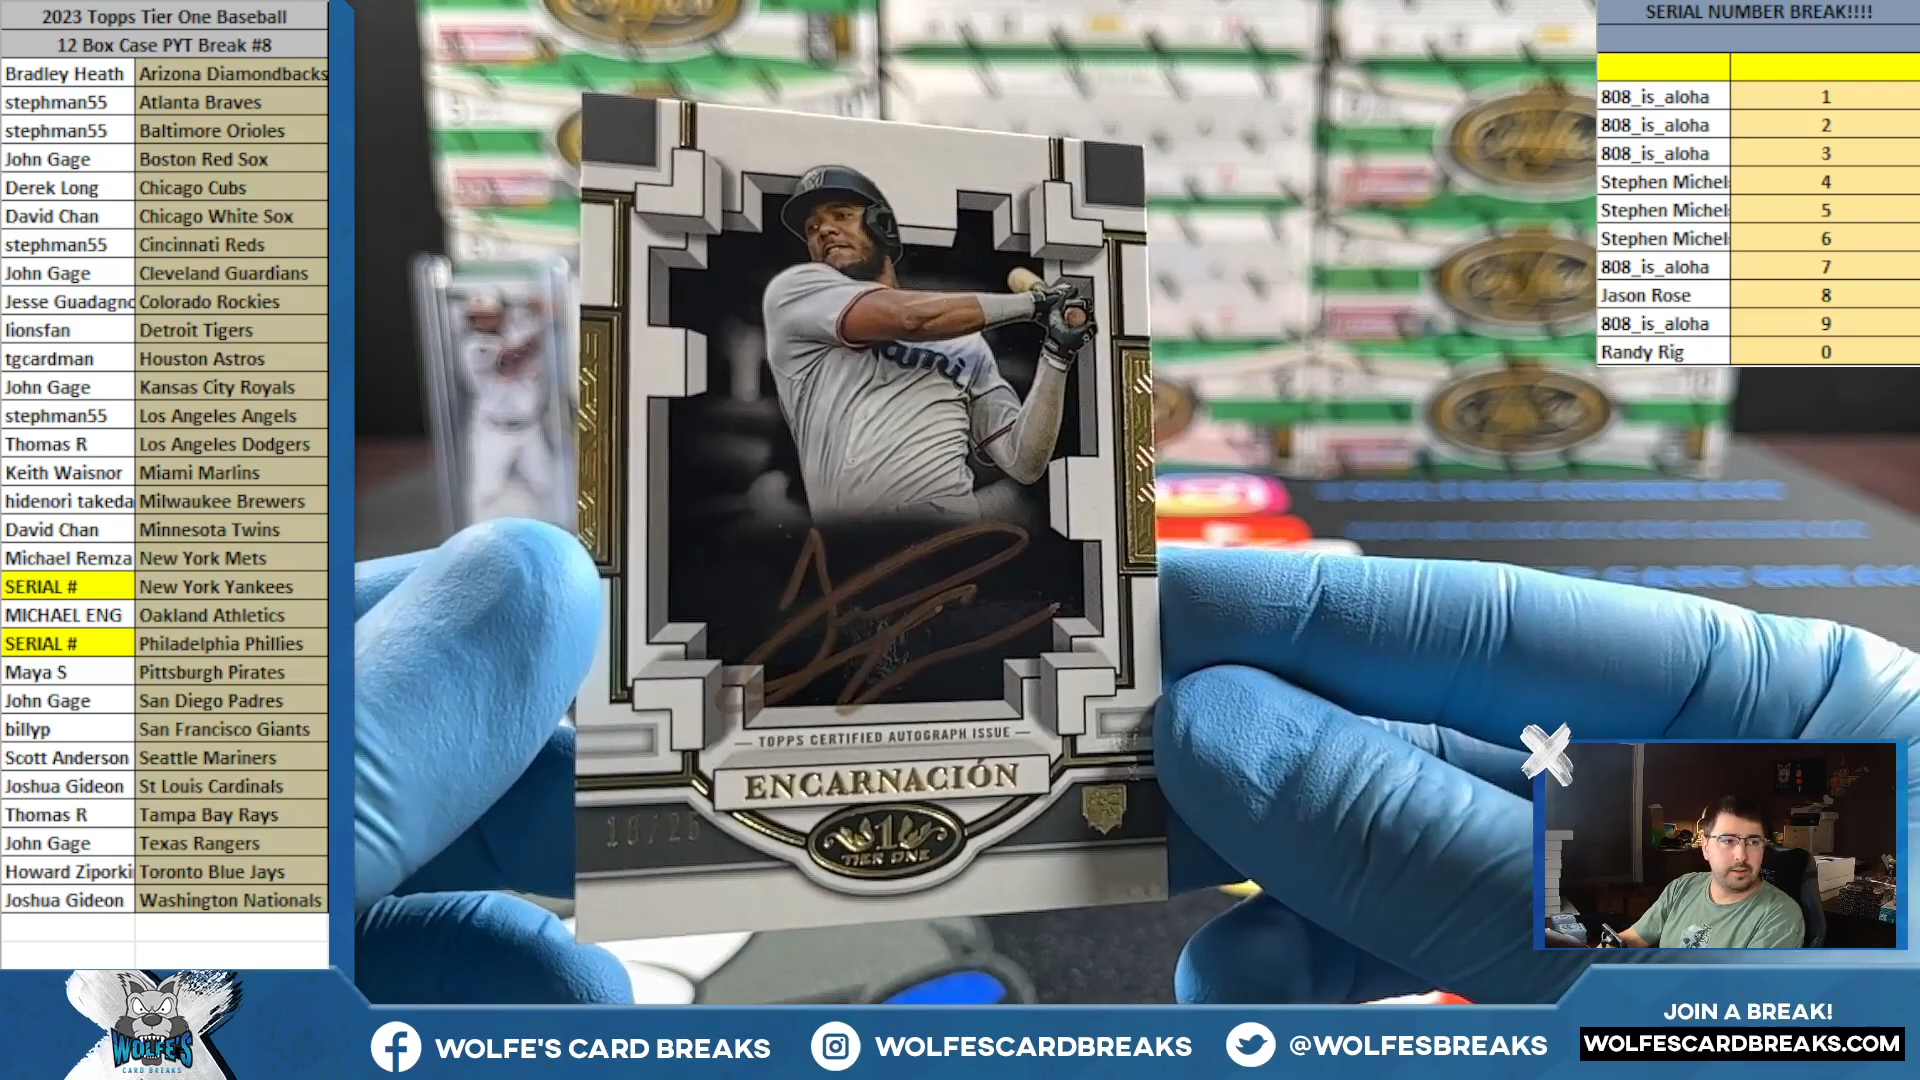 2023 Topps Tier One Baseball
12 Box Case PYT Break #8
Bradley Heath Arizona Diamondbacks
stephman55 Atlanta Braves
stephman55 Baltimore Orioles
John Gage Boston Red Sox
Derek Long Chicago Cubs
David Chan Chicago White Sox
stephman55 Cincinnati Reds
John Gage Cleveland Guardians
Jesse Guadagno Colorado Rockies
lionsfan Detroit Tigers
tgcardman Houston Astros
John Gage Kansas City Royals
stephman55 Los Angeles Angels
Thomas R Los Angeles Dodgers
Keith Waisnor Miami Marlins
hidenori takeda Milwaukee Brewers
David Chan Minnesota Twins
Michael Remza New York Mets
SERIAL # New York Yankees
MICHAEL ENG Oakland Athletics
SERIAL # Philadelphia Phillies
Maya S Pittsburgh Pirates
John Gage San Diego Padres
billyp San Francisco Giants
Scott Anderson Seattle Mariners
Joshua Gideon St Louis Cardinals
Thomas R Tampa Bay Rays
John Gage Texas Rangers
Howard Ziporki Toronto Blue Jays
Joshua Gideon Washington Nationals
SERIAL NUMBER BREAK!!!!
808_is_aloha 1
808_is_aloha 2
808_is_aloha 3
Stephen Michel 4
Stephen Michel 5
Stephen Michel 6
808_is_aloha 7
Jason Rose 8
808_is_aloha 9
Randy Rig 0
ami
TOPPS CERTIFIED AUTOGRAPH ISSUE
ENCARNACIÓN
1
TIER ONE
WOLFE'S
CARD BREAKS
WOLFE'S CARD BREAKS
WOLFESCARDBREAKS
@WOLFESBREAKS
JOIN A BREAK!
WOLFESCARDBREAKS.COM